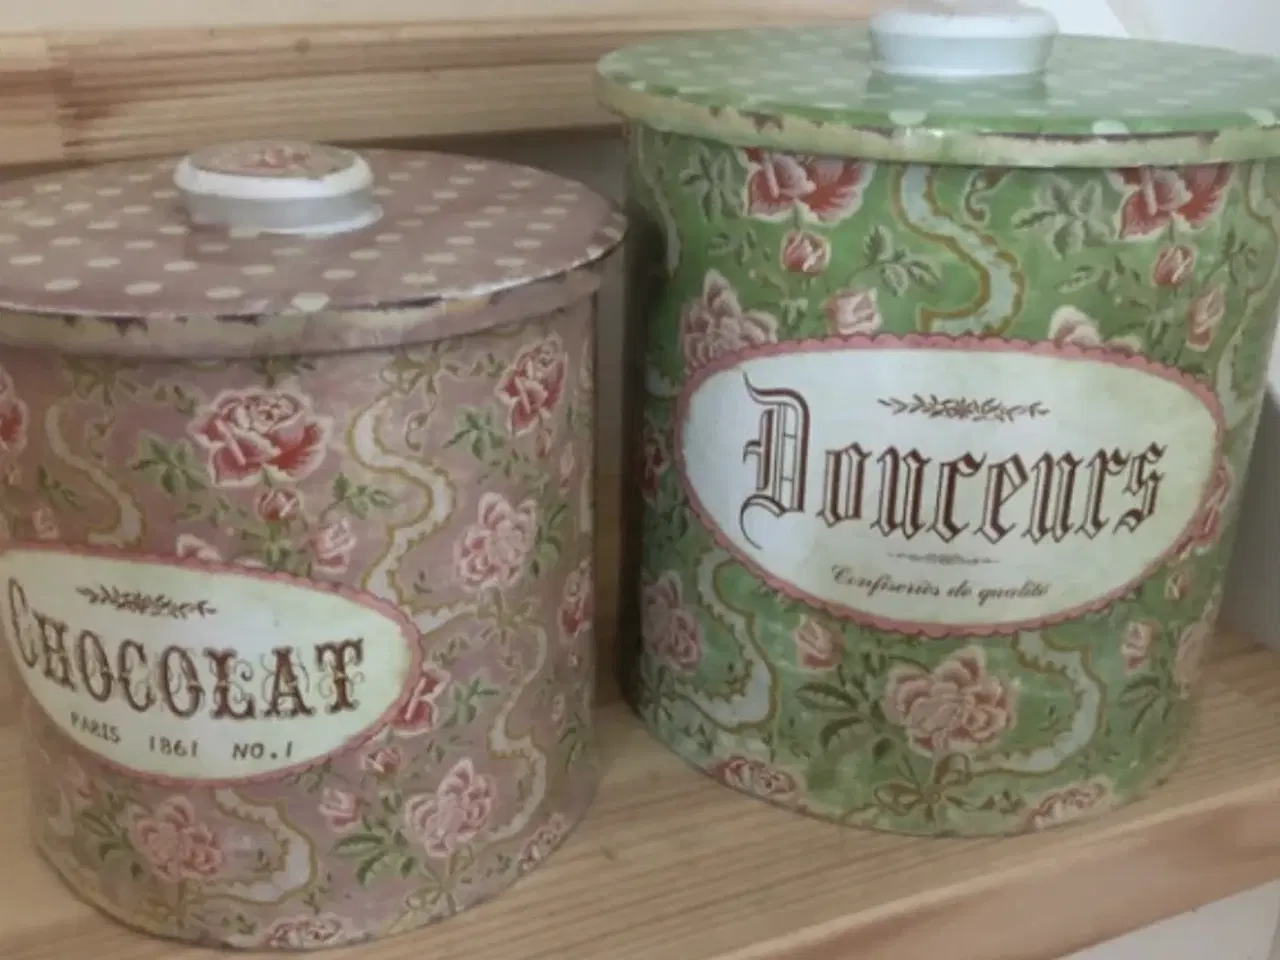 CHOCOLAT
PARIS 1861 NO.1
Douceurs
Confiseries de qualité